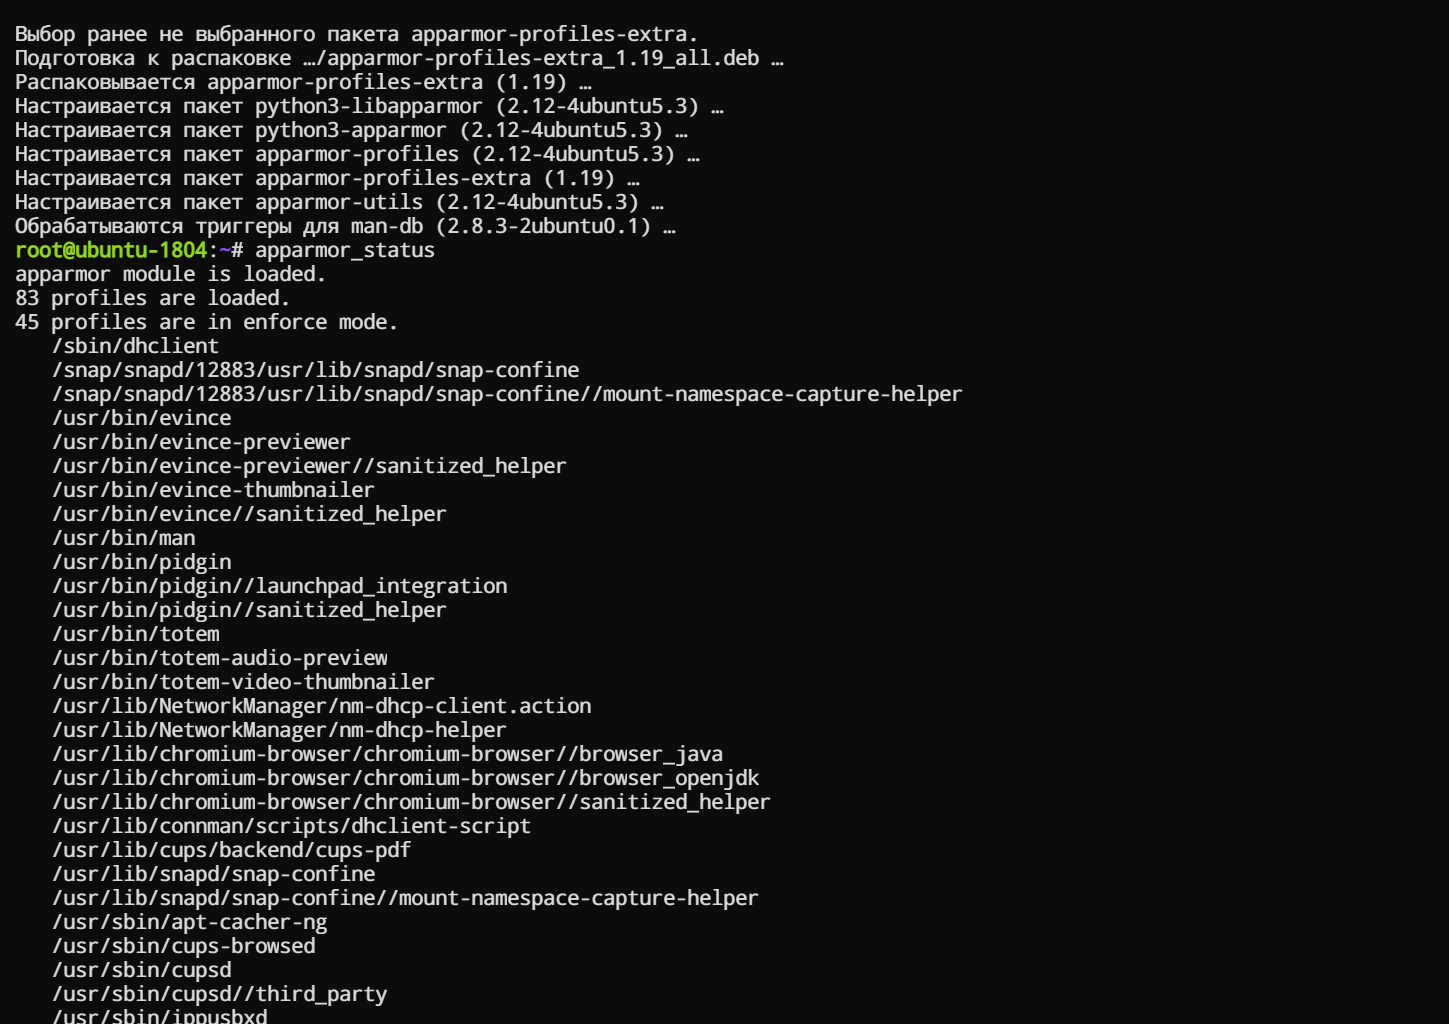 Выбор ранее не выбранного пакета apparmor-profiles-extra.
Подготовка к распаковке …/apparmor-profiles-extra_1.19_all.deb …
Распаковывается apparmor-profiles-extra (1.19) …
Настраивается пакет python3-libapparmor (2.12-4ubuntu5.3) …
Настраивается пакет python3-apparmor (2.12-4ubuntu5.3) …
Настраивается пакет apparmor-profiles (2.12-4ubuntu5.3) …
Настраивается пакет apparmor-profiles-extra (1.19) …
Настраивается пакет apparmor-utils (2.12-4ubuntu5.3) …
Обрабатываются триггеры для man-db (2.8.3-2ubuntu0.1) …
root@ubuntu-1804:~# apparmor_status
apparmor module is loaded.
83 profiles are loaded.
45 profiles are in enforce mode.
   /sbin/dhclient
   /snap/snapd/12883/usr/lib/snapd/snap-confine
   /snap/snapd/12883/usr/lib/snapd/snap-confine//mount-namespace-capture-helper
   /usr/bin/evince
   /usr/bin/evince-previewer
   /usr/bin/evince-previewer//sanitized_helper
   /usr/bin/evince-thumbnailer
   /usr/bin/evince//sanitized_helper
   /usr/bin/man
   /usr/bin/pidgin
   /usr/bin/pidgin//launchpad_integration
   /usr/bin/pidgin//sanitized_helper
   /usr/bin/totem
   /usr/bin/totem-audio-preview
   /usr/bin/totem-video-thumbnailer
   /usr/lib/NetworkManager/nm-dhcp-client.action
   /usr/lib/NetworkManager/nm-dhcp-helper
   /usr/lib/chromium-browser/chromium-browser//browser_java
   /usr/lib/chromium-browser/chromium-browser//browser_openjdk
   /usr/lib/chromium-browser/chromium-browser//sanitized_helper
   /usr/lib/connman/scripts/dhclient-script
   /usr/lib/cups/backend/cups-pdf
   /usr/lib/snapd/snap-confine
   /usr/lib/snapd/snap-confine//mount-namespace-capture-helper
   /usr/sbin/apt-cacher-ng
   /usr/sbin/cups-browsed
   /usr/sbin/cupsd
   /usr/sbin/cupsd//third_party
   /usr/sbin/ippusbxd